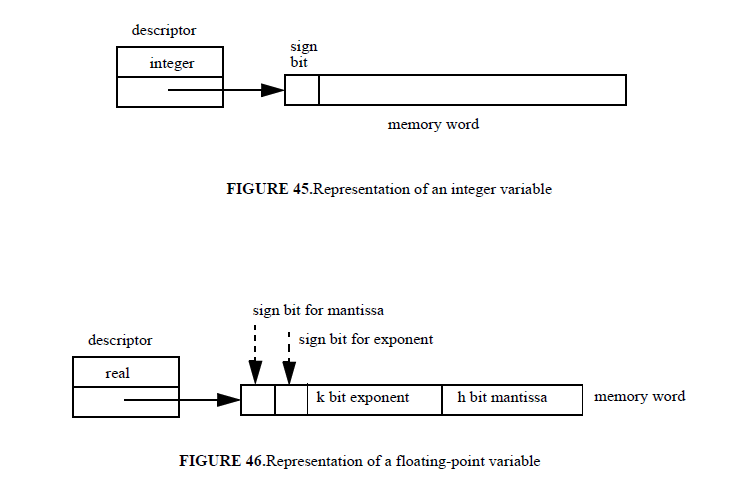 descriptor
integer
sign
bit
memory word
FIGURE 45.Representation of an integer variable
sign bit for mantissa
sign bit for exponent
descriptor
real
k bit exponent
h bit mantissa
memory word
FIGURE 46.Representation of a floating-point variable